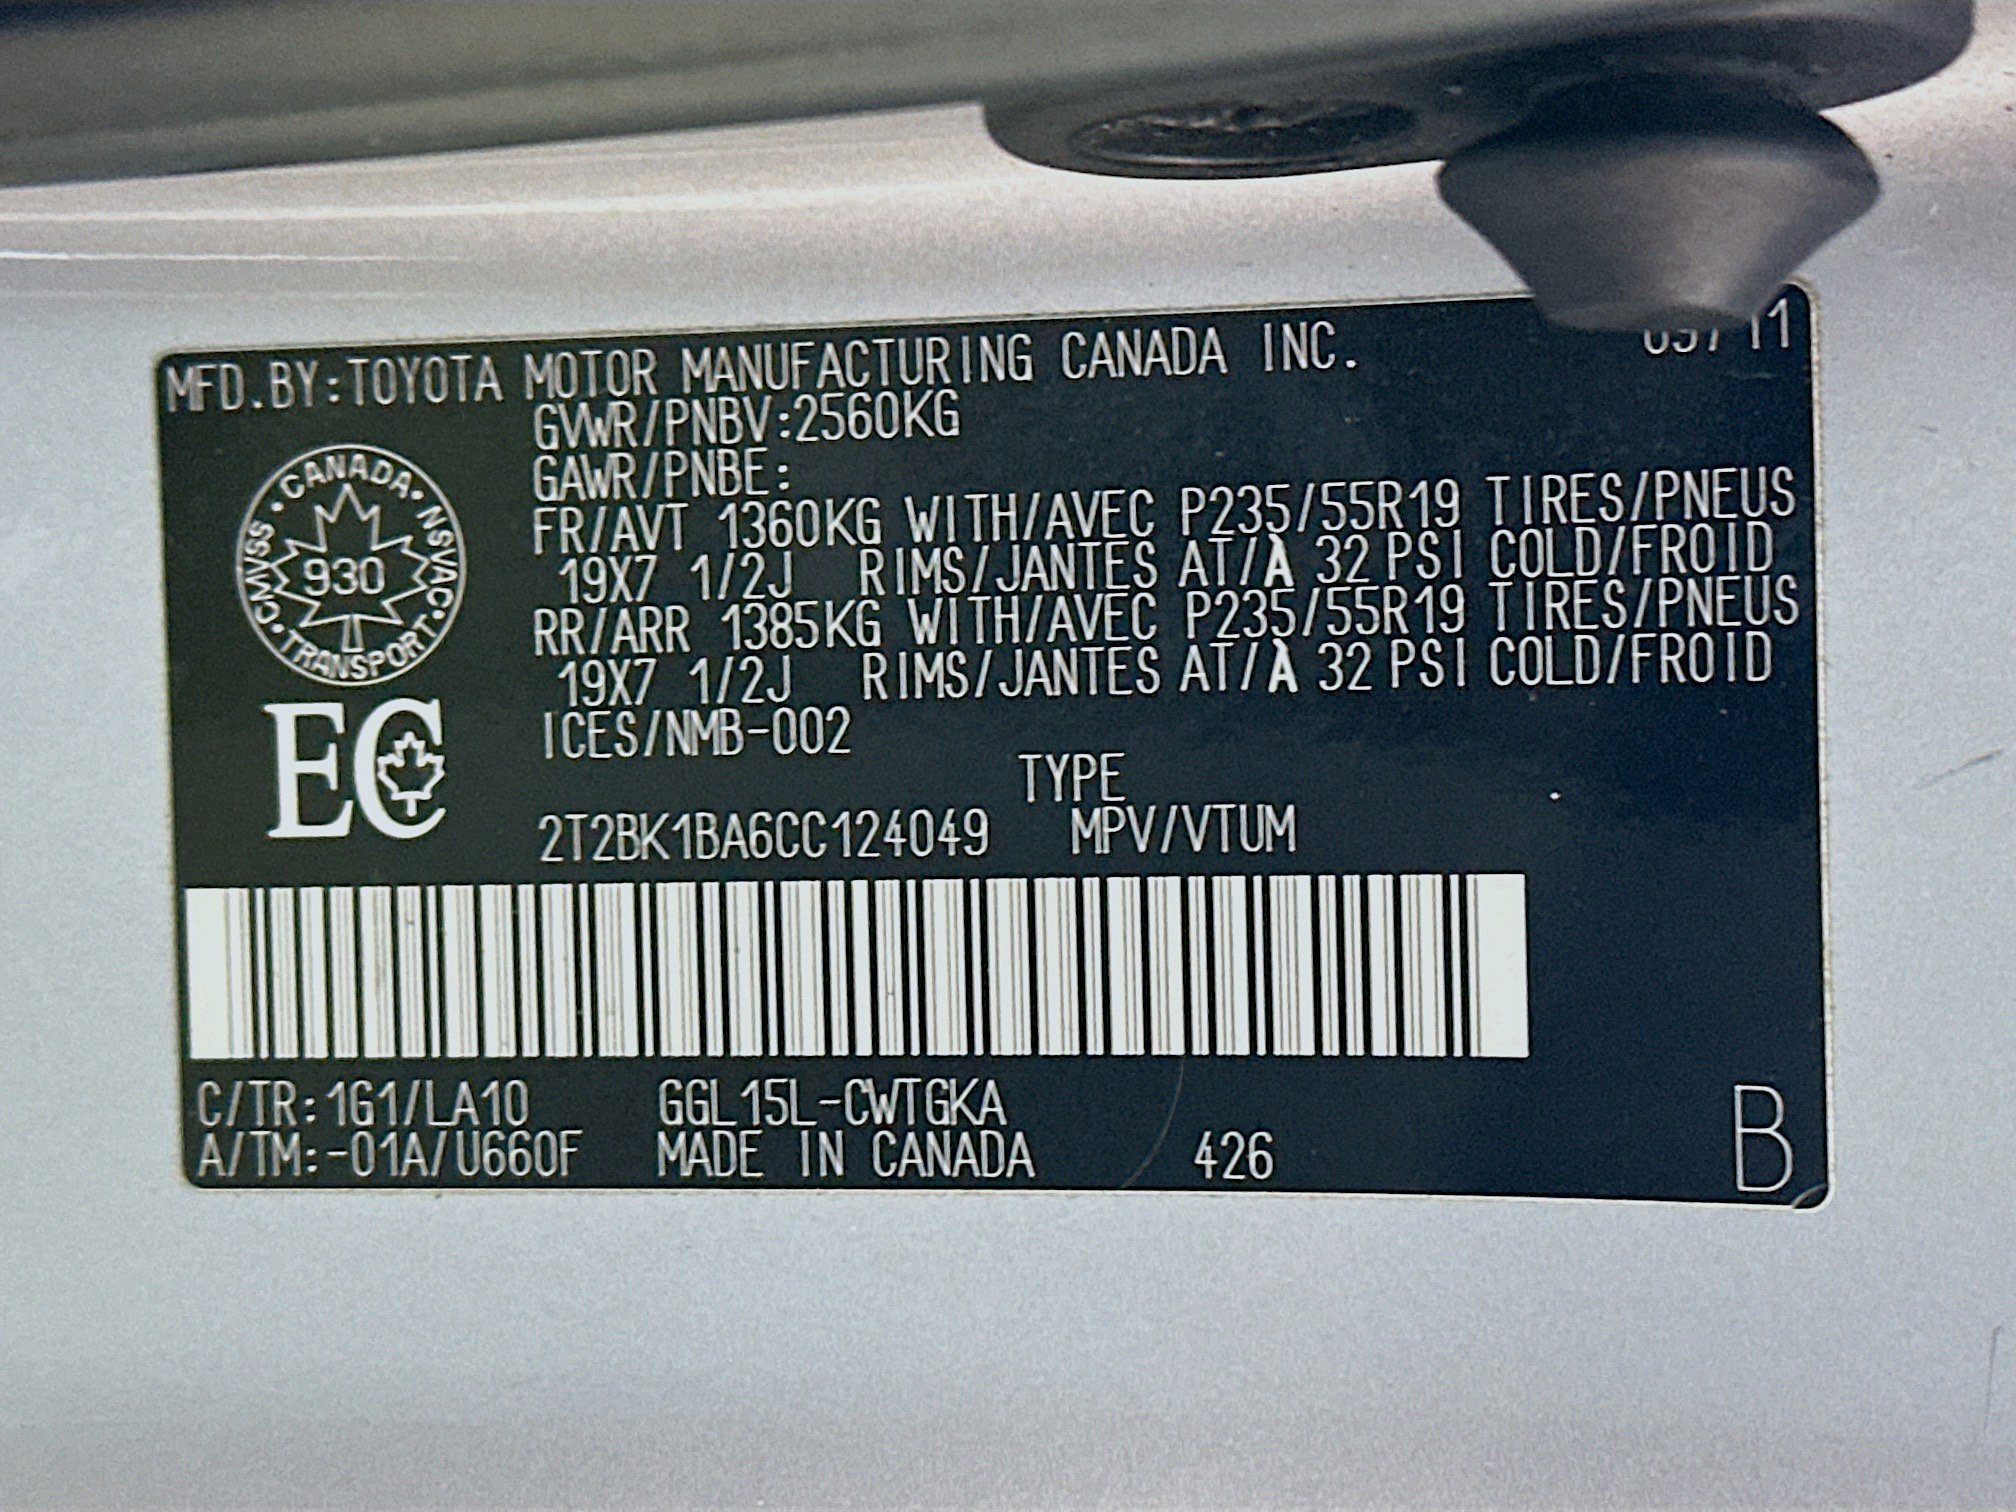 MFD.BY:TOYOTA MOTOR MANUFACTURING CANADA INC.
GVWR/PNBV:2560KG
GAWR/PNBE:
FR/AVT 1360KG WITH/AVEC P235/55R19 TIRES/PNEUS
19X7 1/2J RIMS/JANTES AT/À 32 PSI COLD/FROID
RR/ARR 1385KG WITH/AVEC P235/55R19 TIRES/PNEUS
19X7 1/2J RIMS/JANTES AT/À 32 PSI COLD/FROID
ICES/NMB-002
CANADA • NSVAC • TRANSPORT • CMVSS •
930
EC
TYPE
2T2BK1BA6CC124049 MPV/VTUM
C/TR:1G1/LA10 GGL15L-CWTGKA
A/TM:-01A/U660F MADE IN CANADA 426
B